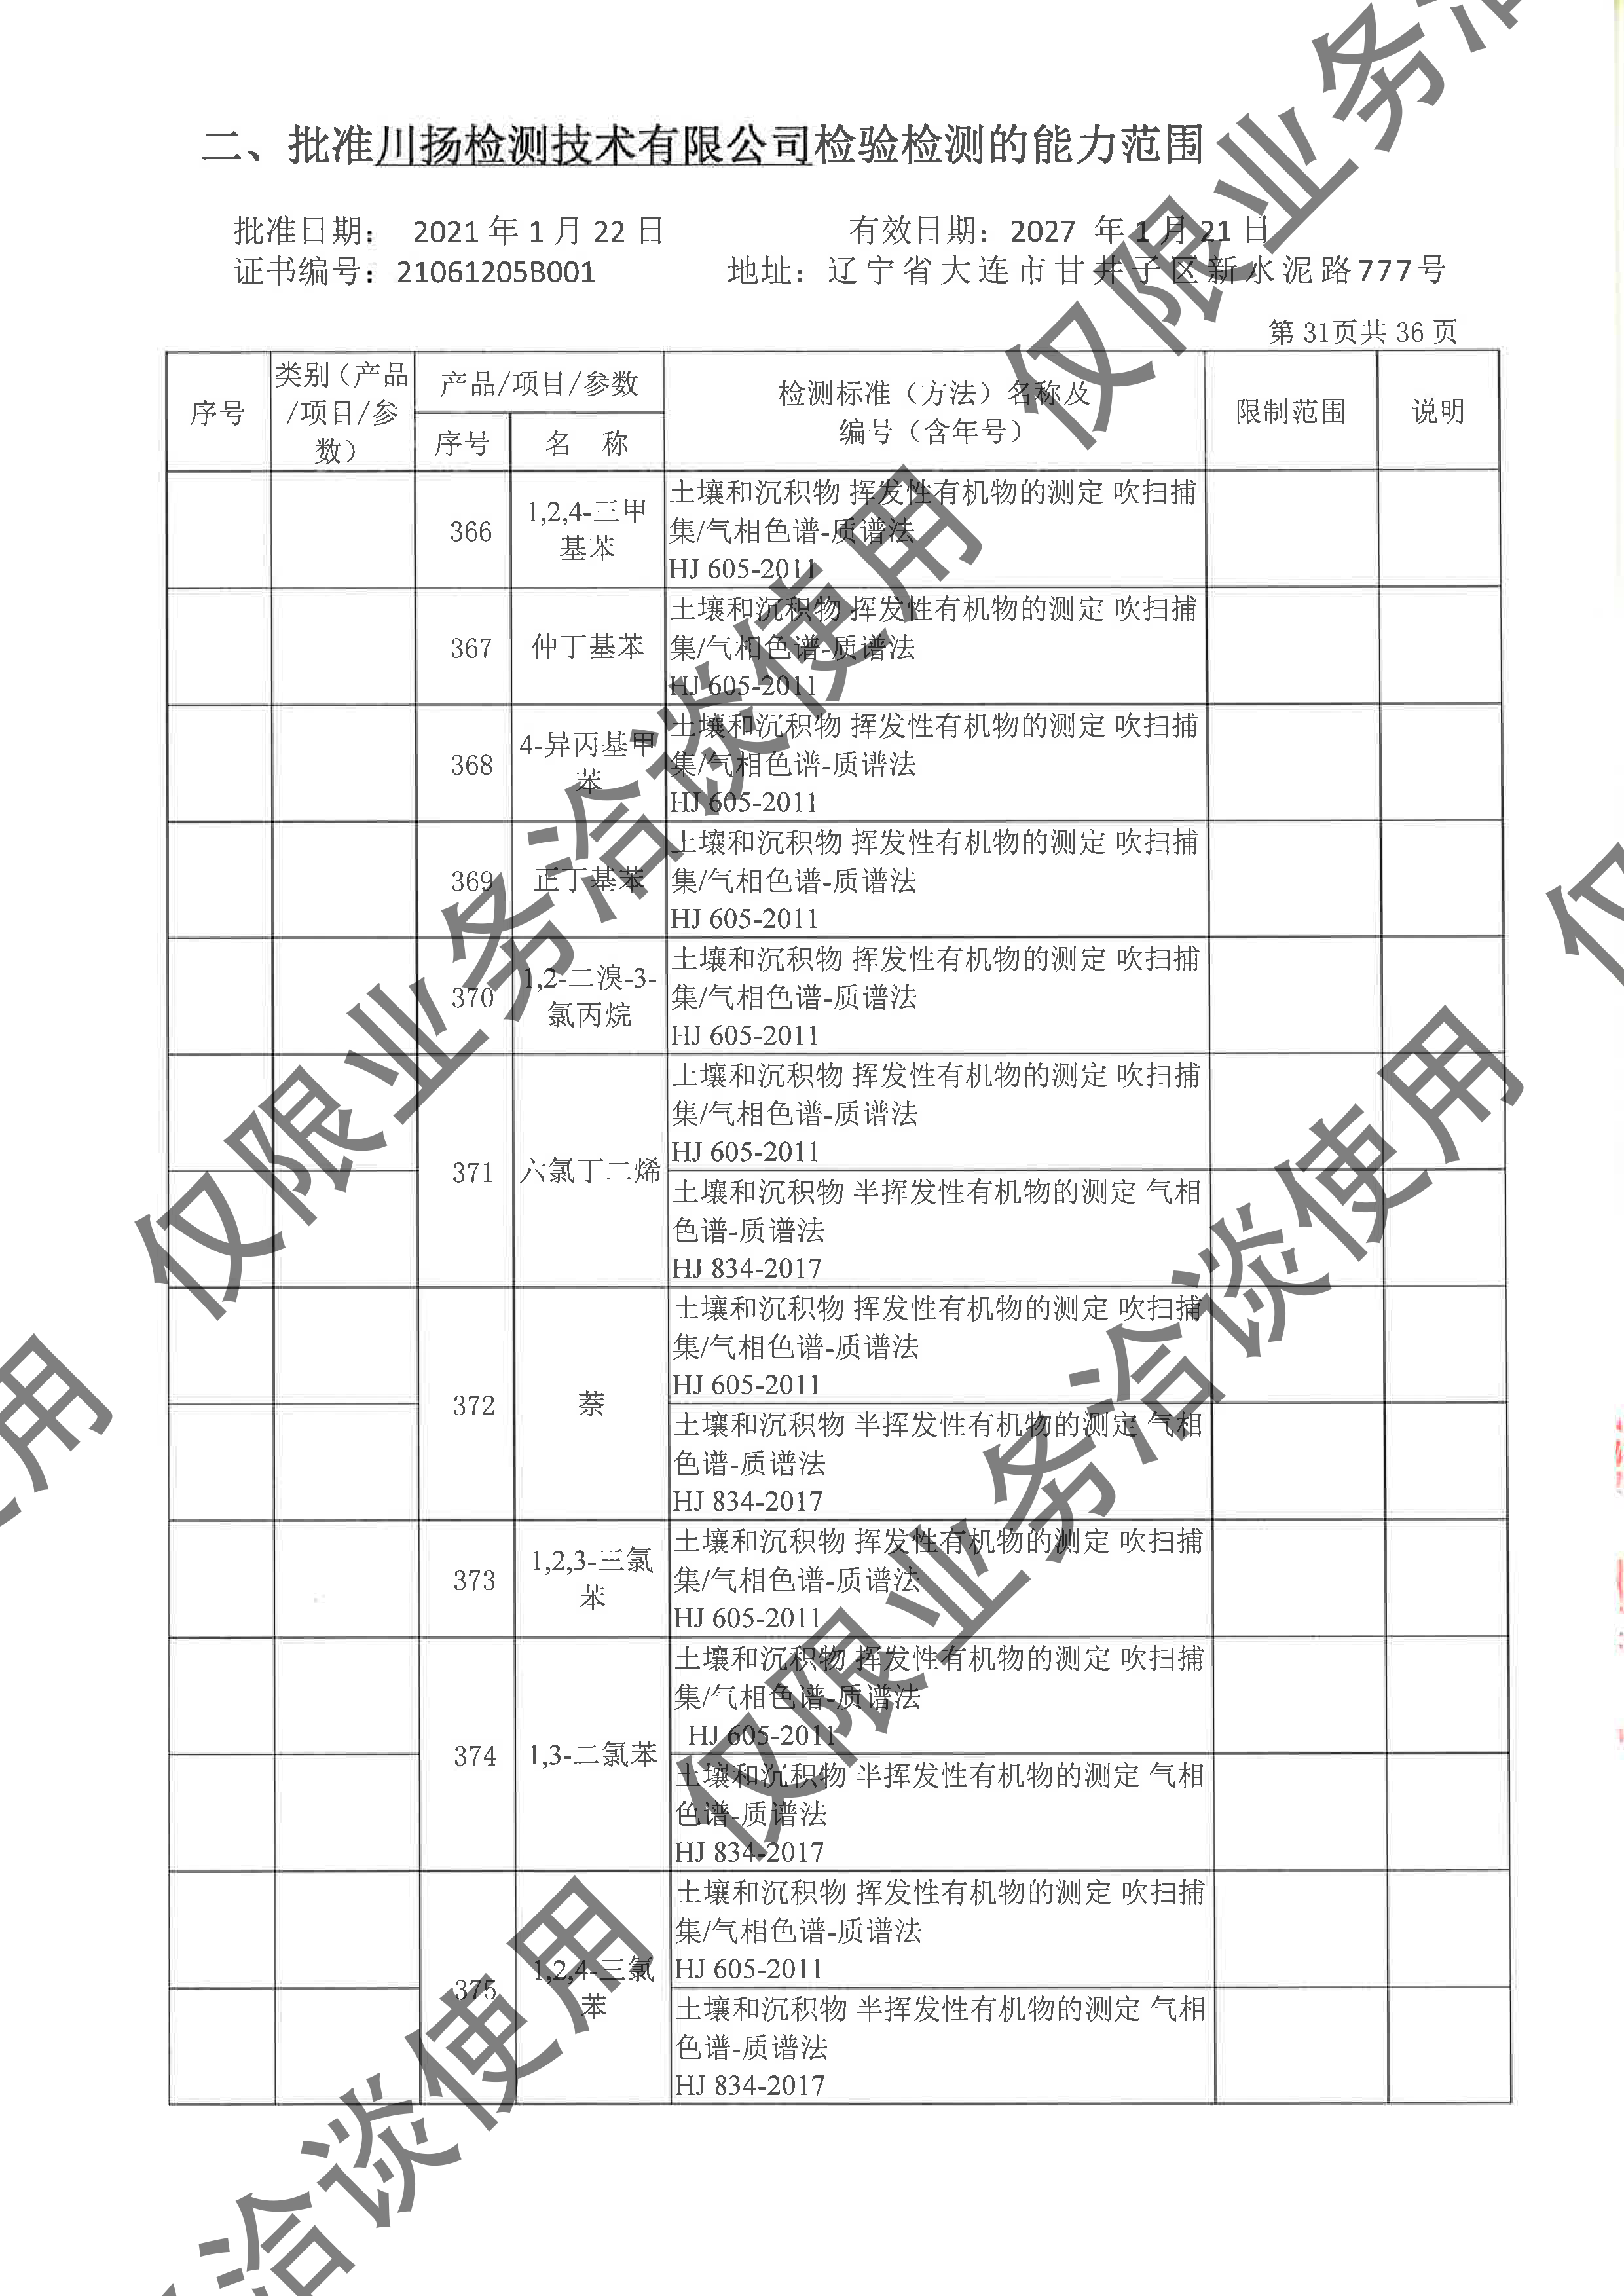 二、批准川扬检测技术有限公司检验检测的能力范围
批准日期： 2021 年 1 月 22 日
有效日期：2027 年 1 月 21 日
证书编号：21061205B001
地址：辽宁省大连市甘井子区新水泥路777号
第 31页共 36 页
序号
类别（产品
/项目/参
数）
产品/项目/参数
序号
名 称
检测标准（方法）名称及
编号（含年号）
限制范围
说明
366
1,2,4-三甲
基苯
土壤和沉积物 挥发性有机物的测定 吹扫捕
集/气相色谱-质谱法
HJ 605-2011
367
仲丁基苯
土壤和沉积物 挥发性有机物的测定 吹扫捕
集/气相色谱-质谱法
HJ 605-2011
368
4-异丙基甲
苯
土壤和沉积物 挥发性有机物的测定 吹扫捕
集/气相色谱-质谱法
HJ 605-2011
369
正丁基苯
土壤和沉积物 挥发性有机物的测定 吹扫捕
集/气相色谱-质谱法
HJ 605-2011
370
1,2-二溴-3-
氯丙烷
土壤和沉积物 挥发性有机物的测定 吹扫捕
集/气相色谱-质谱法
HJ 605-2011
371
六氯丁二烯
土壤和沉积物 挥发性有机物的测定 吹扫捕
集/气相色谱-质谱法
HJ 605-2011
土壤和沉积物 半挥发性有机物的测定 气相
色谱-质谱法
HJ 834-2017
372
萘
土壤和沉积物 挥发性有机物的测定 吹扫捕
集/气相色谱-质谱法
HJ 605-2011
土壤和沉积物 半挥发性有机物的测定 气相
色谱-质谱法
HJ 834-2017
373
1,2,3-三氯
苯
土壤和沉积物 挥发性有机物的测定 吹扫捕
集/气相色谱-质谱法
HJ 605-2011
374
1,3-二氯苯
土壤和沉积物 挥发性有机物的测定 吹扫捕
集/气相色谱-质谱法
HJ 605-2011
土壤和沉积物 半挥发性有机物的测定 气相
色谱-质谱法
HJ 834-2017
375
1,2,4-三氯
苯
土壤和沉积物 挥发性有机物的测定 吹扫捕
集/气相色谱-质谱法
HJ 605-2011
土壤和沉积物 半挥发性有机物的测定 气相
色谱-质谱法
HJ 834-2017
仅限业务洽
仅限业务洽谈使用
仅限业务洽谈使用
使用
洽谈使用
仅